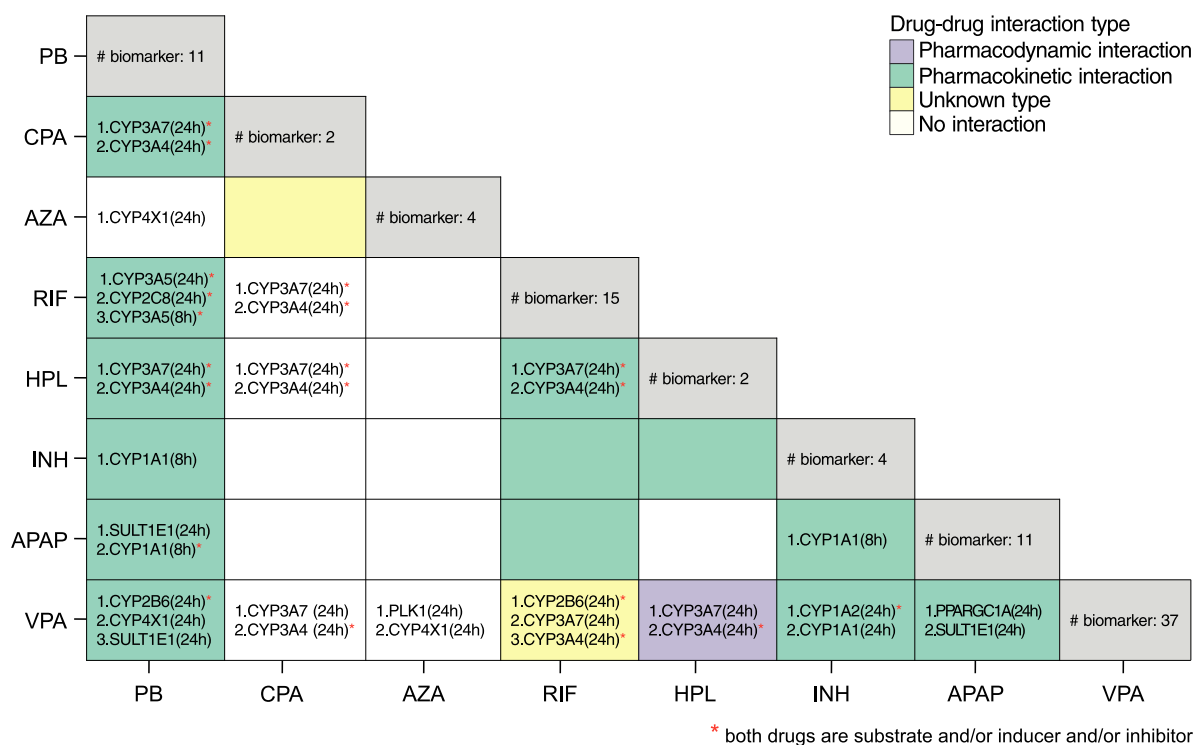 Drug-drug interaction type
Pharmacodynamic interaction
Pharmacokinetic interaction
Unknown type
No interaction
PB
# biomarker: 11
CPA
1.CYP3A7(24h)*
2.CYP3A4(24h)*
# biomarker: 2
AZA
1.CYP4X1(24h)
# biomarker: 4
RIF
1.CYP3A5(24h)*
2.CYP2C8(24h)*
3.CYP3A5(8h)*
1.CYP3A7(24h)*
2.CYP3A4(24h)*
# biomarker: 15
HPL
1.CYP3A7(24h)*
2.CYP3A4(24h)*
1.CYP3A7(24h)*
2.CYP3A4(24h)*
1.CYP3A7(24h)*
2.CYP3A4(24h)*
# biomarker: 2
INH
1.CYP1A1(8h)
# biomarker: 4
APAP
1.SULT1E1(24h)
2.CYP1A1(8h)*
1.CYP1A1(8h)
# biomarker: 11
VPA
1.CYP2B6(24h)*
2.CYP4X1(24h)
3.SULT1E1(24h)
1.CYP3A7 (24h)
2.CYP3A4 (24h)*
1.PLK1(24h)
2.CYP4X1(24h)
1.CYP2B6(24h)*
2.CYP3A7(24h)
3.CYP3A4(24h)*
1.CYP3A7(24h)
2.CYP3A4(24h)*
1.CYP1A2(24h)*
2.CYP1A1(24h)
1.PPARGC1A(24h)
2.SULT1E1(24h)
# biomarker: 37
PB CPA AZA RIF HPL INH APAP VPA
* both drugs are substrate and/or inducer and/or inhibitor